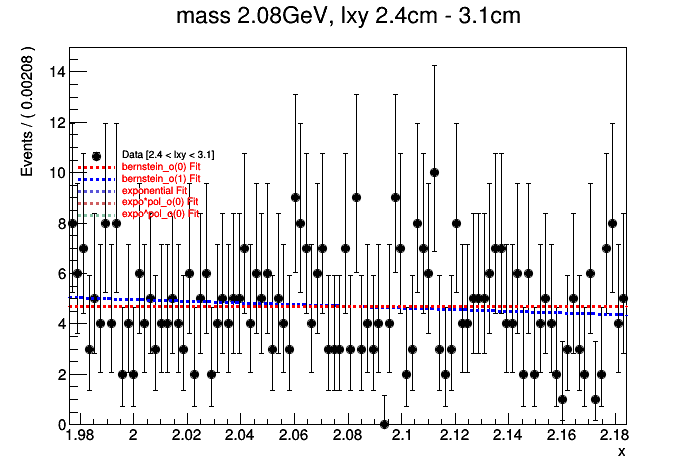 mass 2.08GeV, lxy 2.4cm - 3.1cm
Events / ( 0.00208 )
14
12
10
8
6
4
2
0
Data [2.4 < lxy < 3.1]
bernstein_o(0) Fit
bernstein_o(1) Fit
exponential Fit
expo^pol_o(0) Fit
expo^pol_o(0) Fit
1.98 2 2.02 2.04 2.06 2.08 2.1 2.12 2.14 2.16 2.18
x